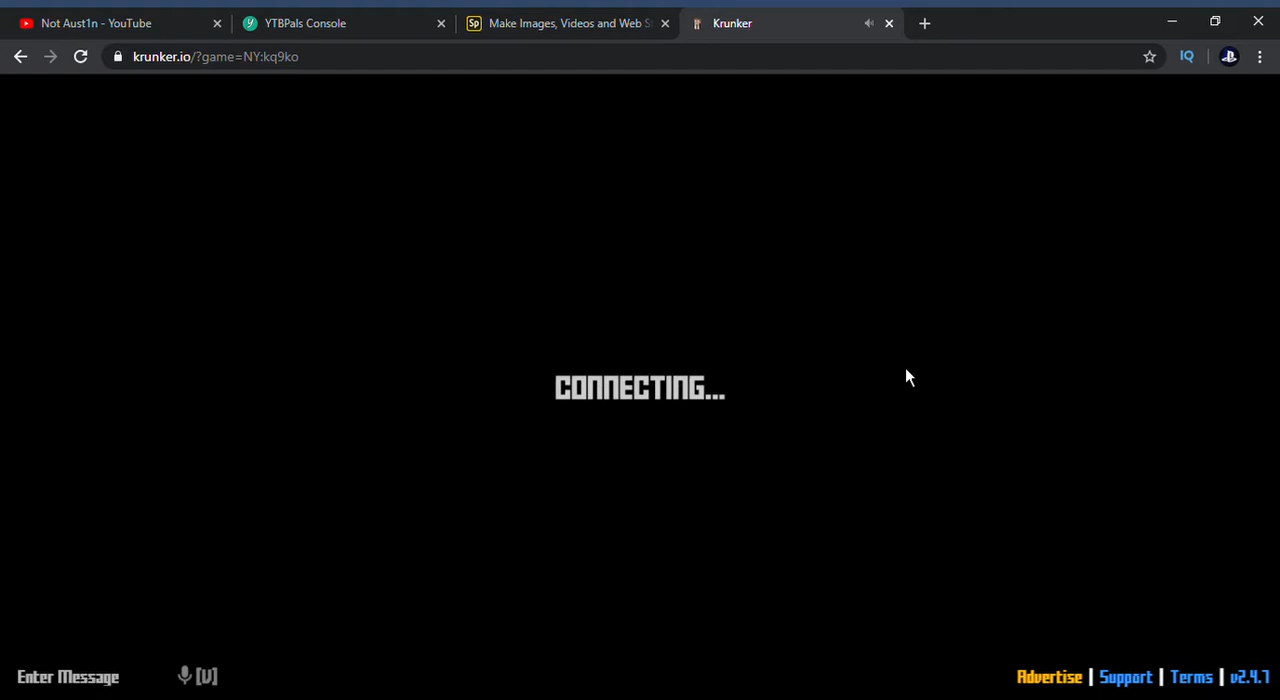 Not Aust1n - YouTube
YTBPals Console
Sp Make Images, Videos and Web S
Krunker
krunker.io/?game=NY:kq9ko
IQ
CONNECTING...
Enter Message [V]
Advertise | Support | Terms | v2.4.7